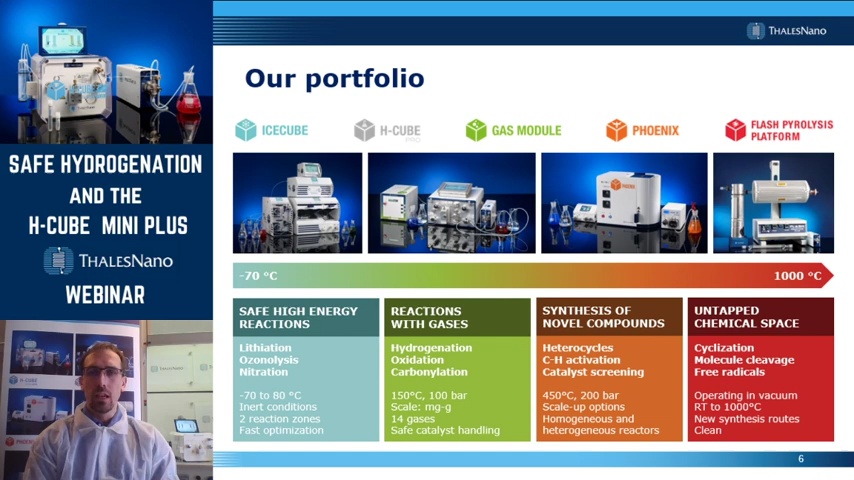 SAFE HYDROGENATION
AND THE
H-CUBE MINI PLUS
THALESNANO
WEBINAR
THALESNANO
Our portfolio
ICECUBE
H-CUBE
PRO
GAS MODULE
PHOENIX
FLASH PYROLYSIS
PLATFORM
PHOENIX
-70 °C
1000 °C
SAFE HIGH ENERGY
REACTIONS
Lithiation
Ozonolysis
Nitration
-70 to 80 °C
Inert conditions
2 reaction zones
Fast optimization
REACTIONS
WITH GASES
Hydrogenation
Oxidation
Carbonylation
150°C, 100 bar
Scale: mg-g
14 gases
Safe catalyst handling
SYNTHESIS OF
NOVEL COMPOUNDS
Heterocycles
C-H activation
Catalyst screening
450°C, 200 bar
Scale-up options
Homogeneous and
heterogeneous reactors
UNTAPPED
CHEMICAL SPACE
Cyclization
Molecule cleavage
Free radicals
Operating in vacuum
RT to 1000°C
New synthesis routes
Clean
6